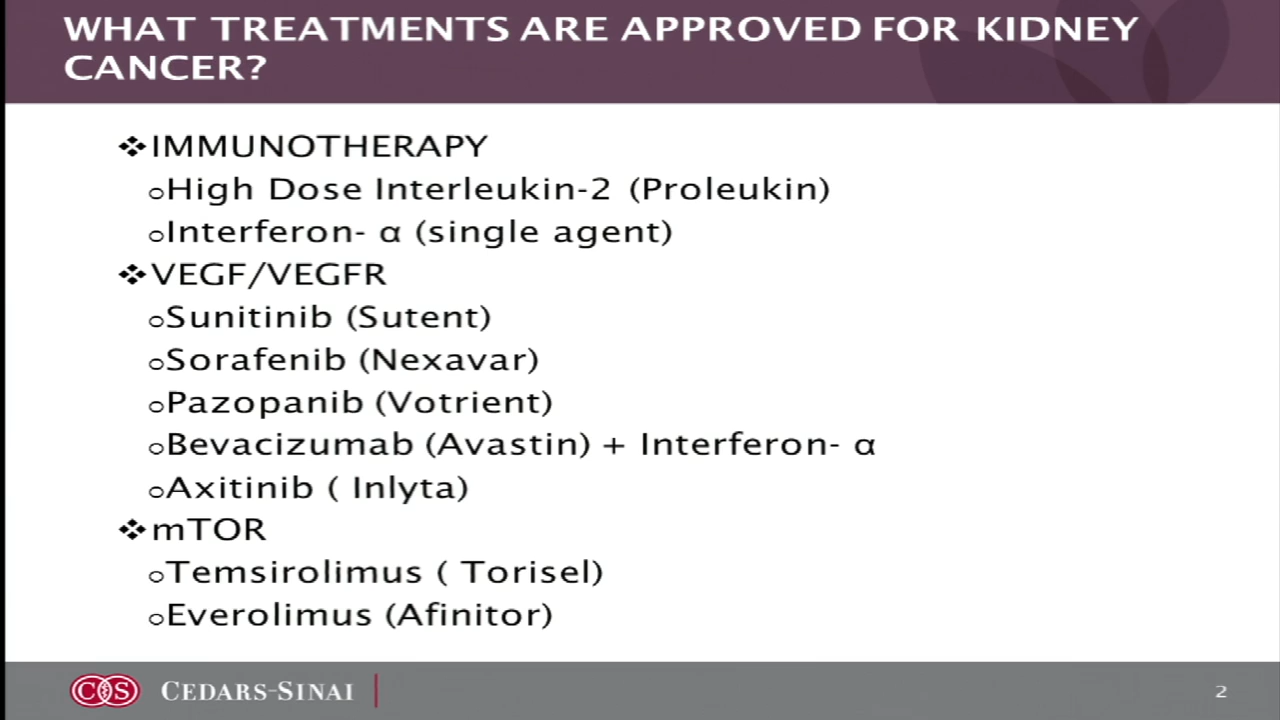 WHAT TREATMENTS ARE APPROVED FOR KIDNEY
CANCER?
❖IMMUNOTHERAPY
oHigh Dose Interleukin-2 (Proleukin)
oInterferon- α (single agent)
❖VEGF/VEGFR
oSunitinib (Sutent)
oSorafenib (Nexavar)
oPazopanib (Votrient)
oBevacizumab (Avastin) + Interferon- α
oAxitinib ( Inlyta)
❖mTOR
oTemsirolimus ( Torisel)
oEverolimus (Afinitor)
CEDARS-SINAI
2